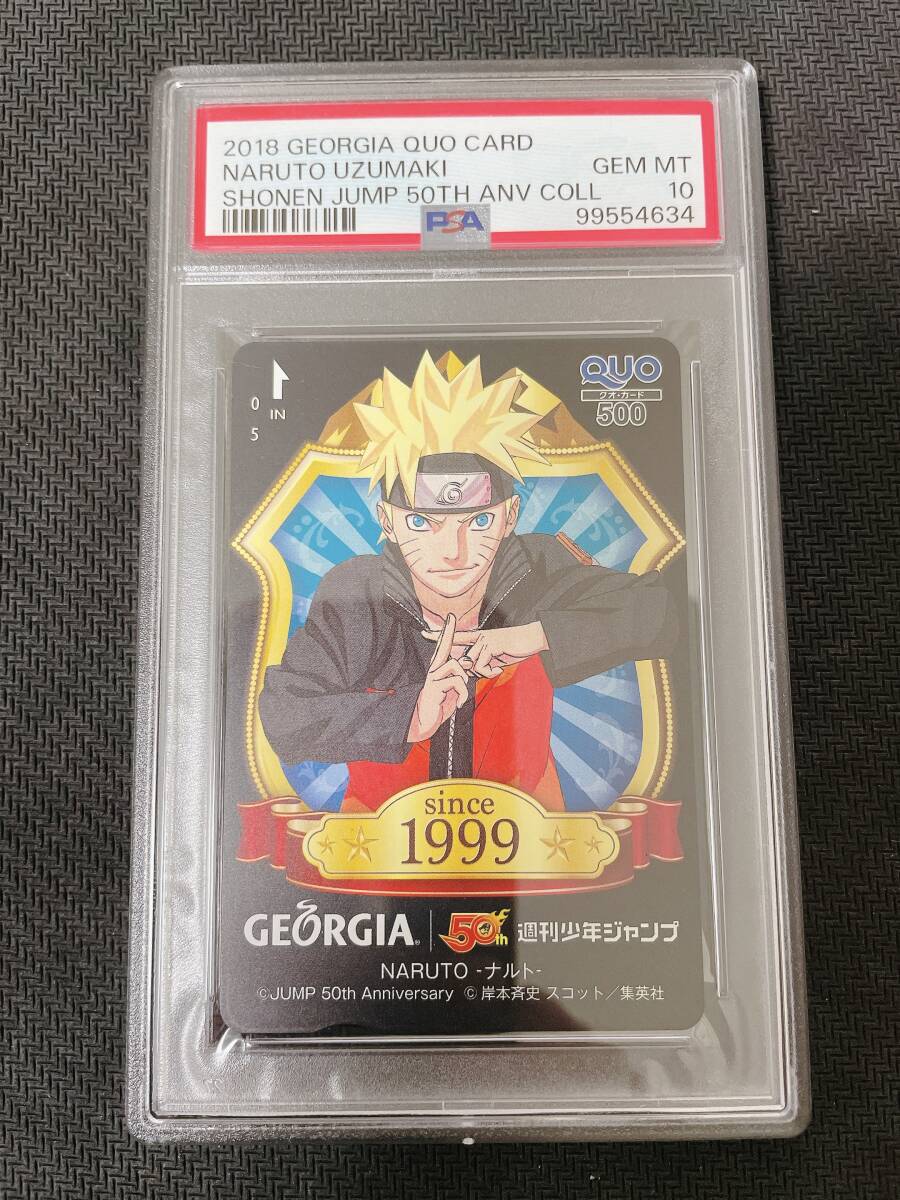 2018 GEORGIA QUO CARD
NARUTO UZUMAKI GEM MT
SHONEN JUMP 50TH ANV COLL 10
PSA 99554634
QUO
クオ・カード
500
0 IN
5
since
1999
GEORGIA® 50th 週刊少年ジャンプ
NARUTO -ナルト-
©JUMP 50th Anniversary © 岸本斉史 スコット／集英社